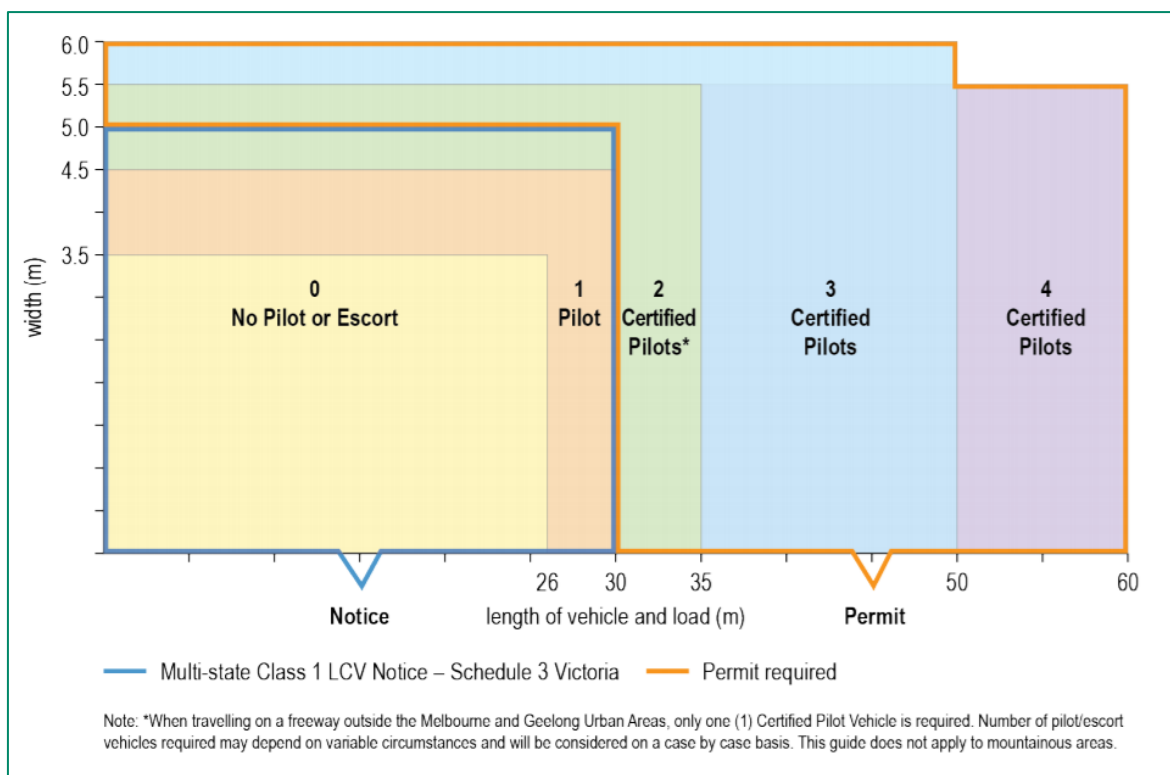 6.0
5.5
5.0
4.5
3.5
width (m)
0
No Pilot or Escort
1
Pilot
2
Certified
Pilots*
3
Certified
Pilots
4
Certified
Pilots
26
30
35
50
60
Notice
length of vehicle and load (m)
Permit
Multi-state Class 1 LCV Notice – Schedule 3 Victoria
Permit required
Note: *When travelling on a freeway outside the Melbourne and Geelong Urban Areas, only one (1) Certified Pilot Vehicle is required. Number of pilot/escort
vehicles required may depend on variable circumstances and will be considered on a case by case basis. This guide does not apply to mountainous areas.